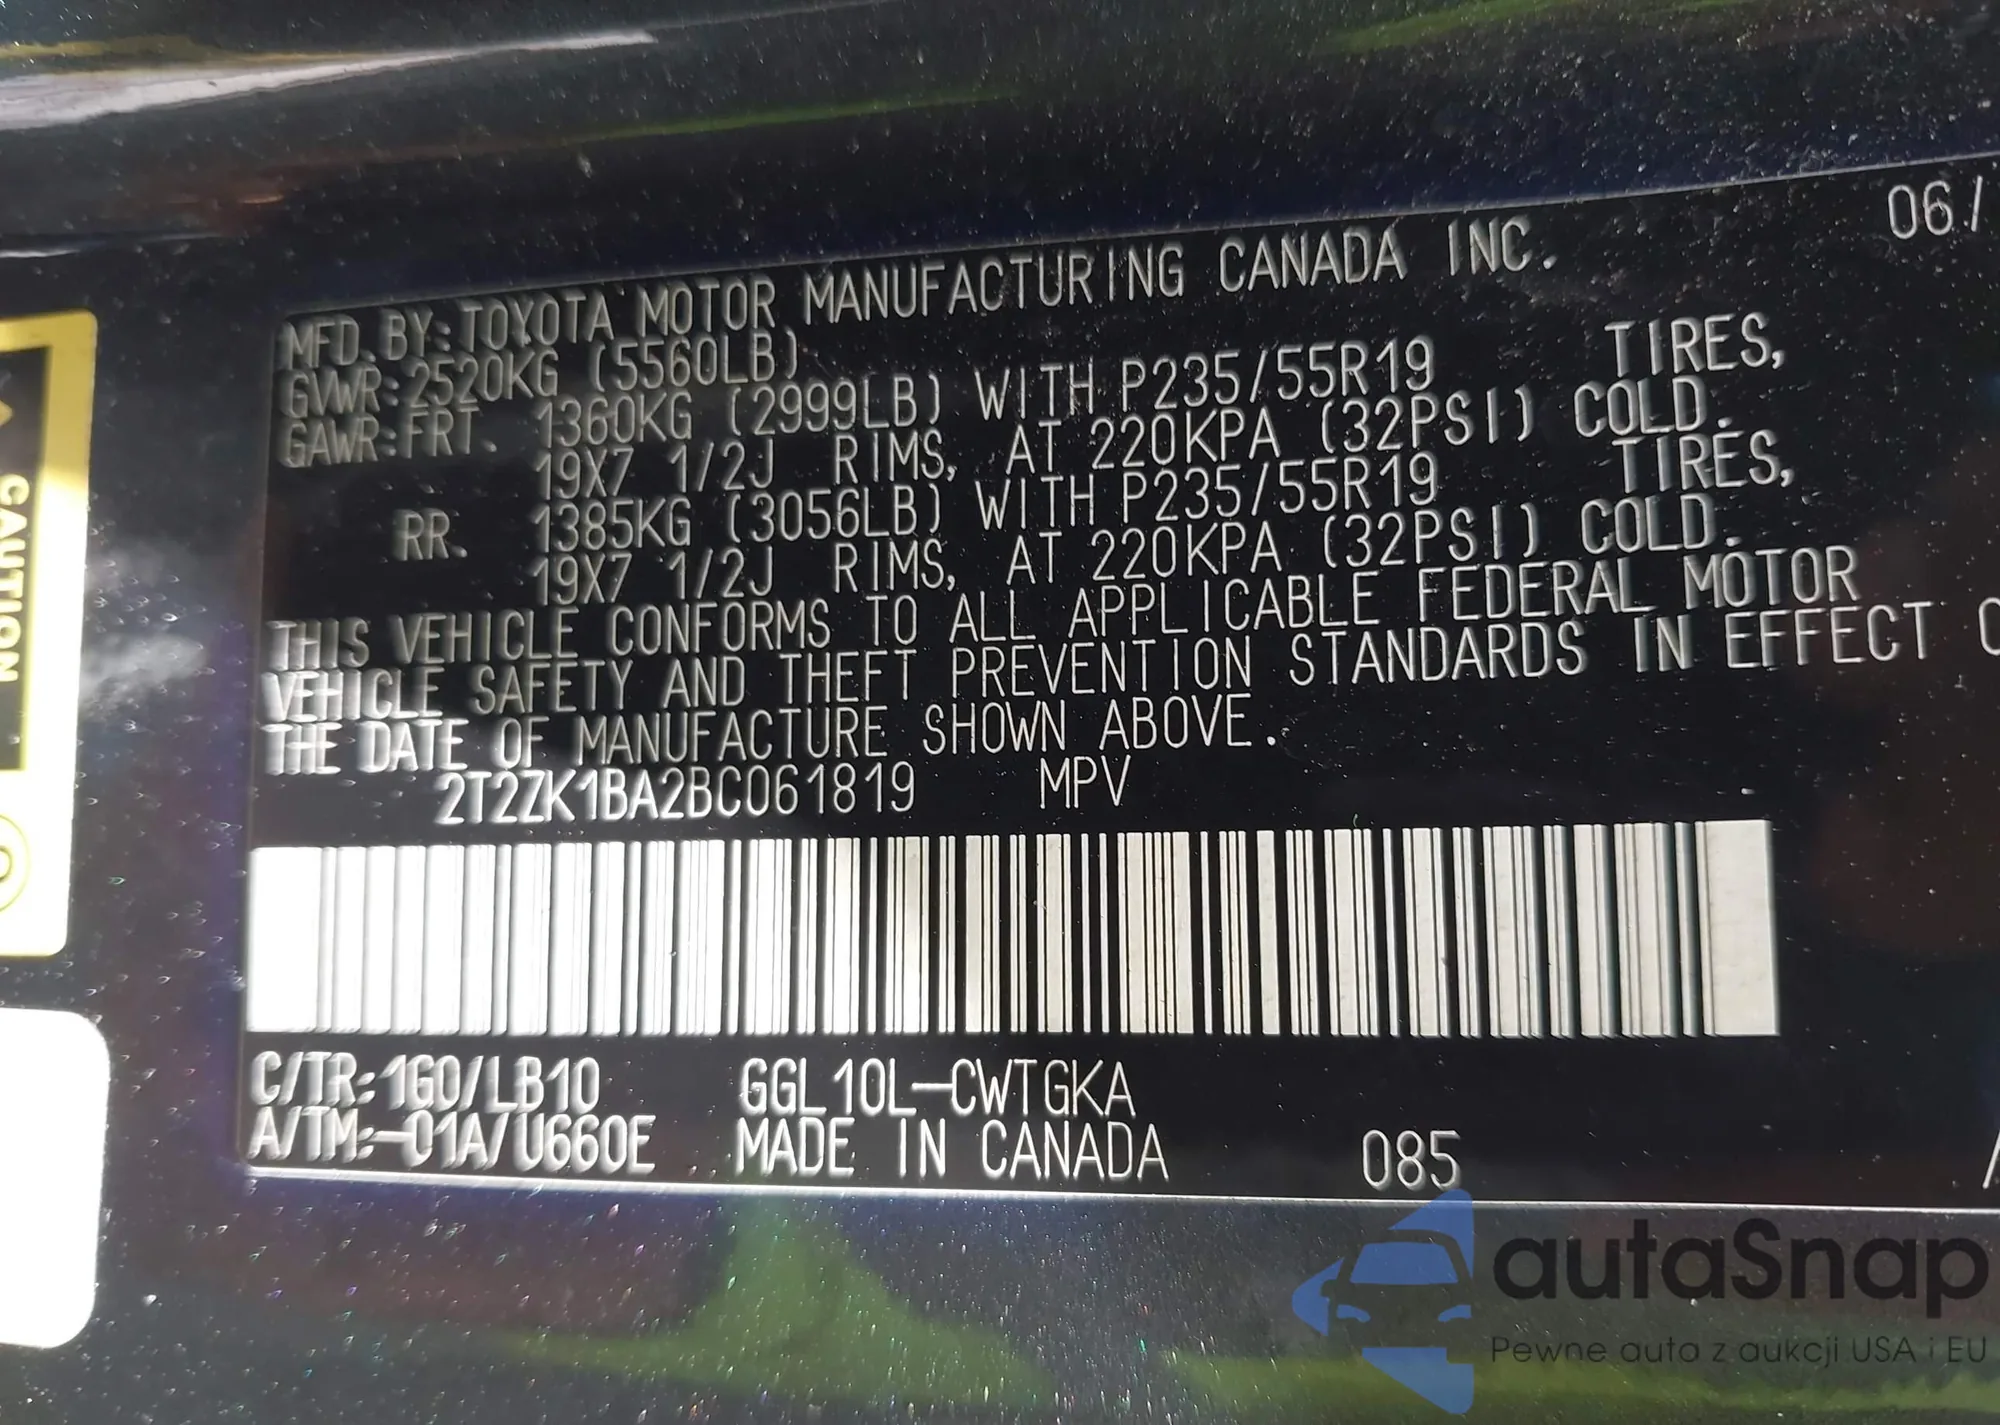 06/
MFD. BY: TOYOTA MOTOR MANUFACTURING CANADA INC.
GVWR: 2520KG (5560LB)
GAWR: FRT. 1360KG (2999LB) WITH P235/55R19 TIRES,
19X7 1/2J RIMS, AT 220KPA (32PSI) COLD.
RR. 1385KG (3056LB) WITH P235/55R19 TIRES,
19X7 1/2J RIMS, AT 220KPA (32PSI) COLD.
THIS VEHICLE CONFORMS TO ALL APPLICABLE FEDERAL MOTOR
VEHICLE SAFETY AND THEFT PREVENTION STANDARDS IN EFFECT
THE DATE OF MANUFACTURE SHOWN ABOVE.
2T2ZK1BA2BC061819 MPV
C/TR: 1G0/LB10 GGL10L-CWTGKA
A/TM:-01A/U660E MADE IN CANADA 085
CAUTION
autaSnap
Pewne auta z aukcji USA i EU